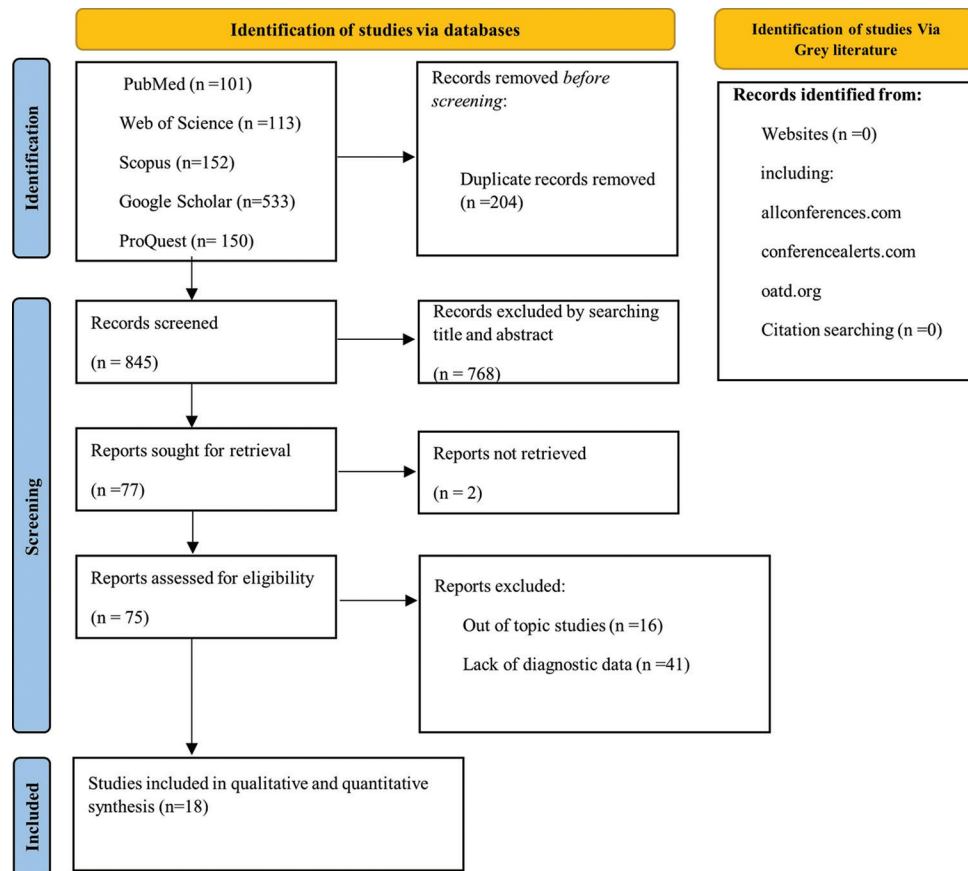 Identification of studies via databases
Identification of studies Via
Grey literature
Identification
PubMed (n =101)
Web of Science (n =113)
Scopus (n=152)
Google Scholar (n=533)
ProQuest (n= 150)
Records removed before
screening:
Duplicate records removed
(n =204)
Records identified from:
Websites (n =0)
including:
allconferences.com
conferencealerts.com
oatd.org
Citation searching (n =0)
Screening
Records screened
(n = 845)
Records excluded by searching
title and abstract
(n = 768)
Reports sought for retrieval
(n =77)
Reports not retrieved
(n = 2)
Reports assessed for eligibility
(n = 75)
Reports excluded:
Out of topic studies (n =16)
Lack of diagnostic data (n =41)
Included
Studies included in qualitative and quantitative
synthesis (n=18)